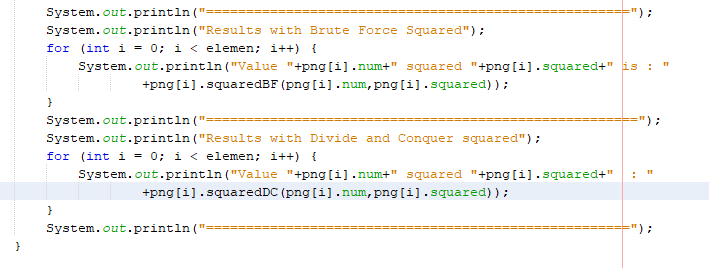 System.out.println("=====================================================");
System.out.println("Results with Brute Force Squared");
for (int i = 0; i < elemen; i++) {
System.out.println("Value "+png[i].num+" squared "+png[i].squared+" is : "
+png[i].squaredBF(png[i].num,png[i].squared));
}
System.out.println("======================================================");
System.out.println("Results with Divide and Conquer squared");
for (int i = 0; i < elemen; i++) {
System.out.println("Value "+png[i].num+" squared "+png[i].squared+"  : "
+png[i].squaredDC(png[i].num,png[i].squared));
}
System.out.println("=====================================================");
}